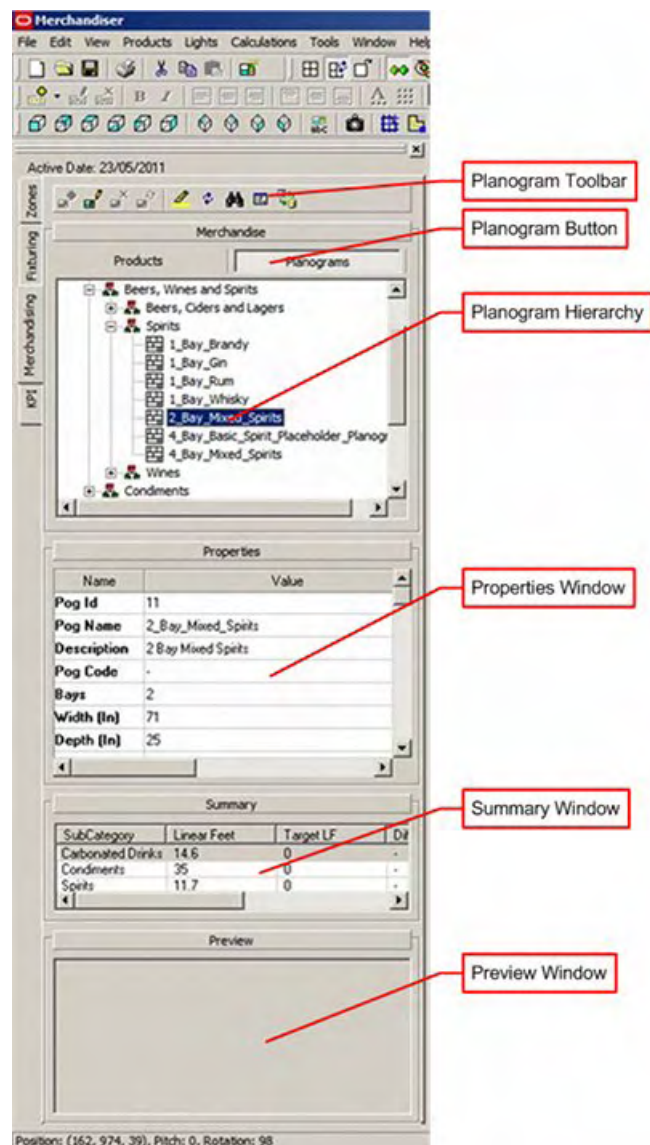 Merchandiser
File Edit View Products Lights Calculations Tools Window Help
B I
A
abc
Active Date: 23/05/2011
Zones
Fixturing
Merchandising
KPI
Planogram Toolbar
Merchandise
Planogram Button
Products Planograms
Beers, Wines and Spirits
Beers, Ciders and Lagers
Planogram Hierarchy
Spirits
1_Bay_Brandy
1_Bay_Gin
1_Bay_Rum
1_Bay_Whisky
2_Bay_Mixed_Spirits
4_Bay_Basic_Spirit_Placeholder_Planogr
4_Bay_Mixed_Spirits
Wines
Condiments
Properties
Name Value
Properties Window
Pog Id 11
Pog Name 2_Bay_Mixed_Spirits
Description 2 Bay Mixed Spirits
Pog Code -
Bays 2
Width (In) 71
Depth (In) 25
Summary
Summary Window
SubCategory Linear Feet Target LF Dif
Carbonated Drinks 14.6 0 -
Condiments 35 0 -
Spirits 11.7 0
Preview
Preview Window
Position: (162, 974, 39), Pitch: 0, Rotation: 98